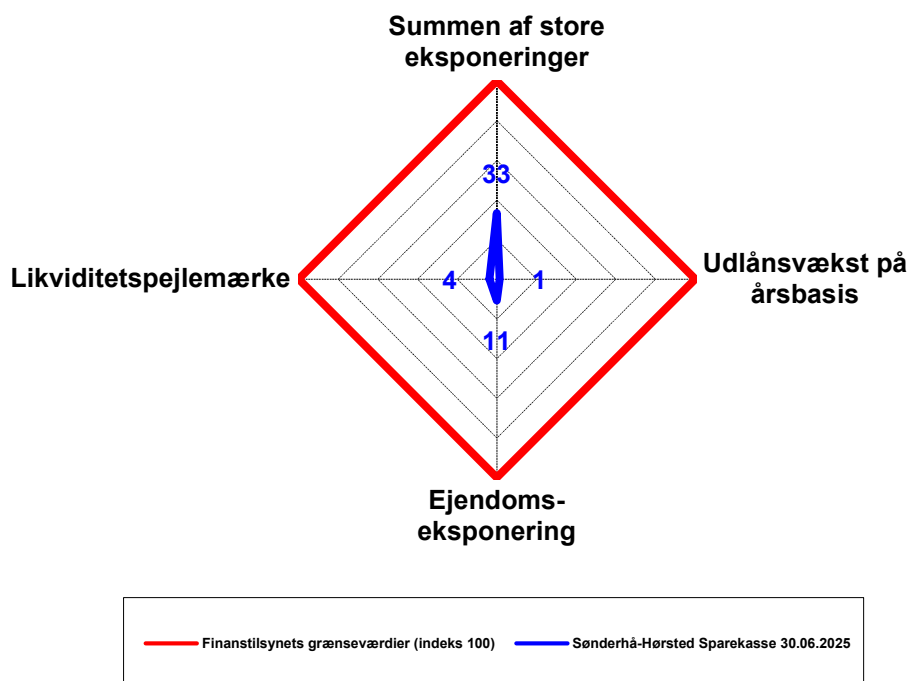 Summen af store
eksponeringer
33
Likviditetspejlemærke
4
1
Udlånsvækst på
årsbasis
11
Ejendoms-
eksponering
Finanstilsynets grænseværdier (indeks 100)
Sønderhå-Hørsted Sparekasse 30.06.2025